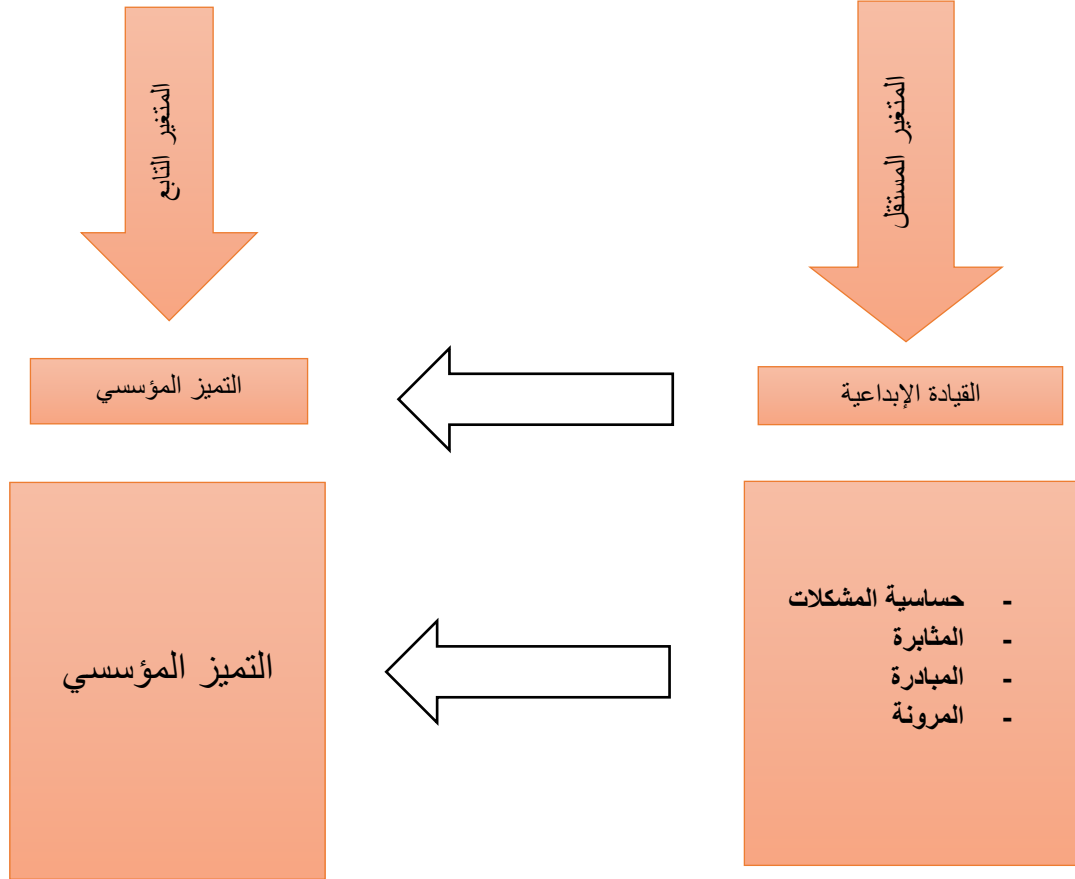 المتغير المستقل
المتغير التابع
القيادة الإبداعية
التميز المؤسسي
- حساسية المشكلات
- المثابرة
- المبادرة
- المرونة
التميز المؤسسي